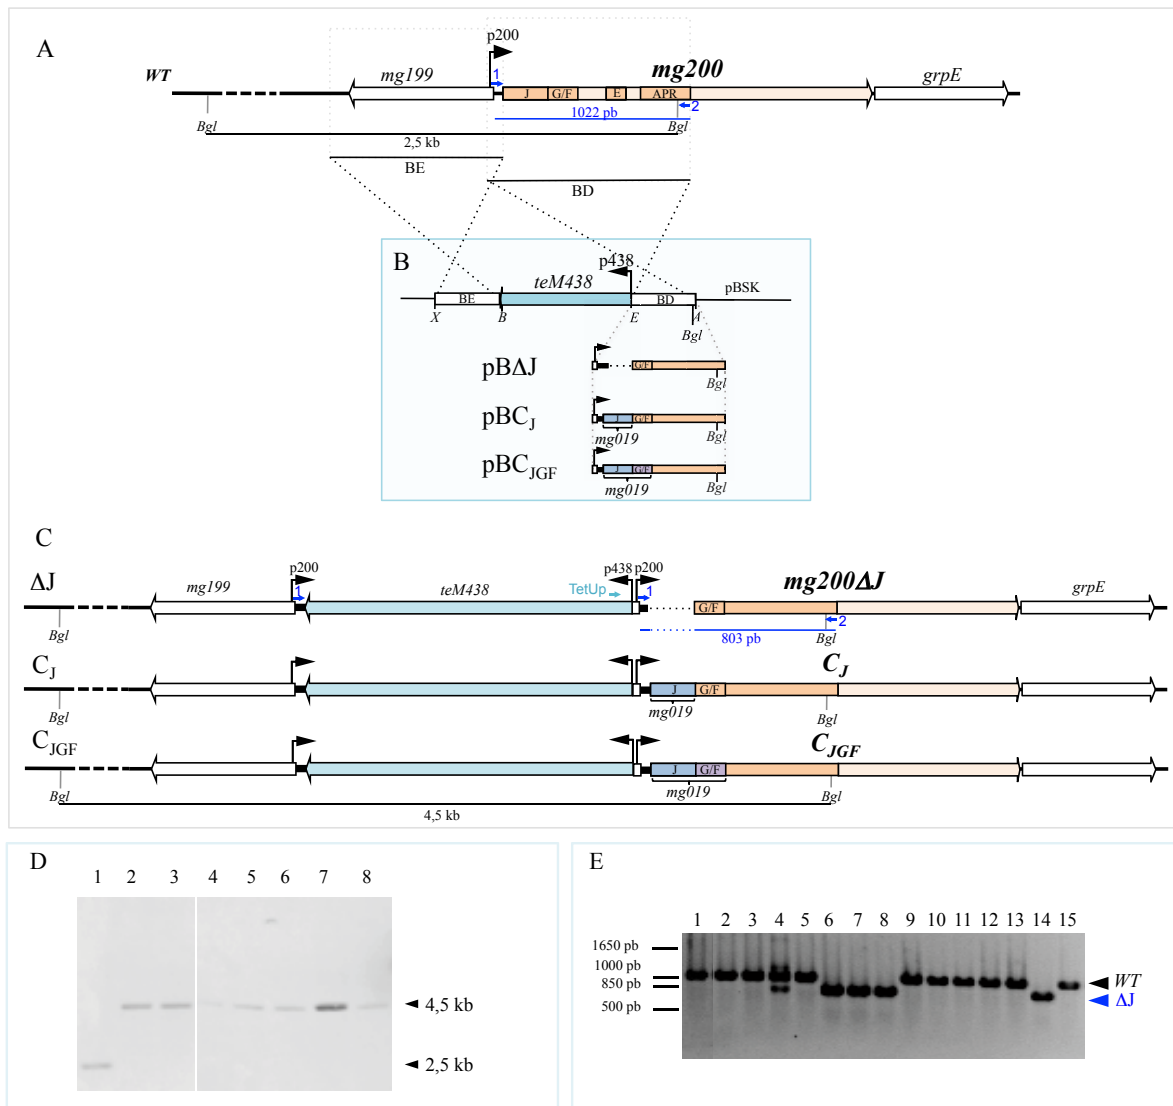 A
p200
WT
mg199
1
mg200
grpE
J G/F E APR
2
1022 pb
Bgl Bgl
2,5 kb
BE
BD
B
p438
teM438
pBSK
BE BD
X B E A
Bgl
pBΔJ
G/F
Bgl
pBCJ
J G/F
mg019
Bgl
pBCJGF
J G/F
mg019
Bgl
C
ΔJ
mg199
p200
1
teM438
TetUp
p438 p200
1
mg200ΔJ
grpE
G/F
2
Bgl
803 pb
Bgl
CJ
CJ
J G/F
mg019
Bgl
Bgl
CJGF
CJGF
J G/F
mg019
Bgl
Bgl
4,5 kb
D
1 2 3 4 5 6 7 8
4,5 kb
2,5 kb
E
1 2 3 4 5 6 7 8 9 10 11 12 13 14 15
1650 pb
1000 pb
850 pb
500 pb
WT
ΔJ